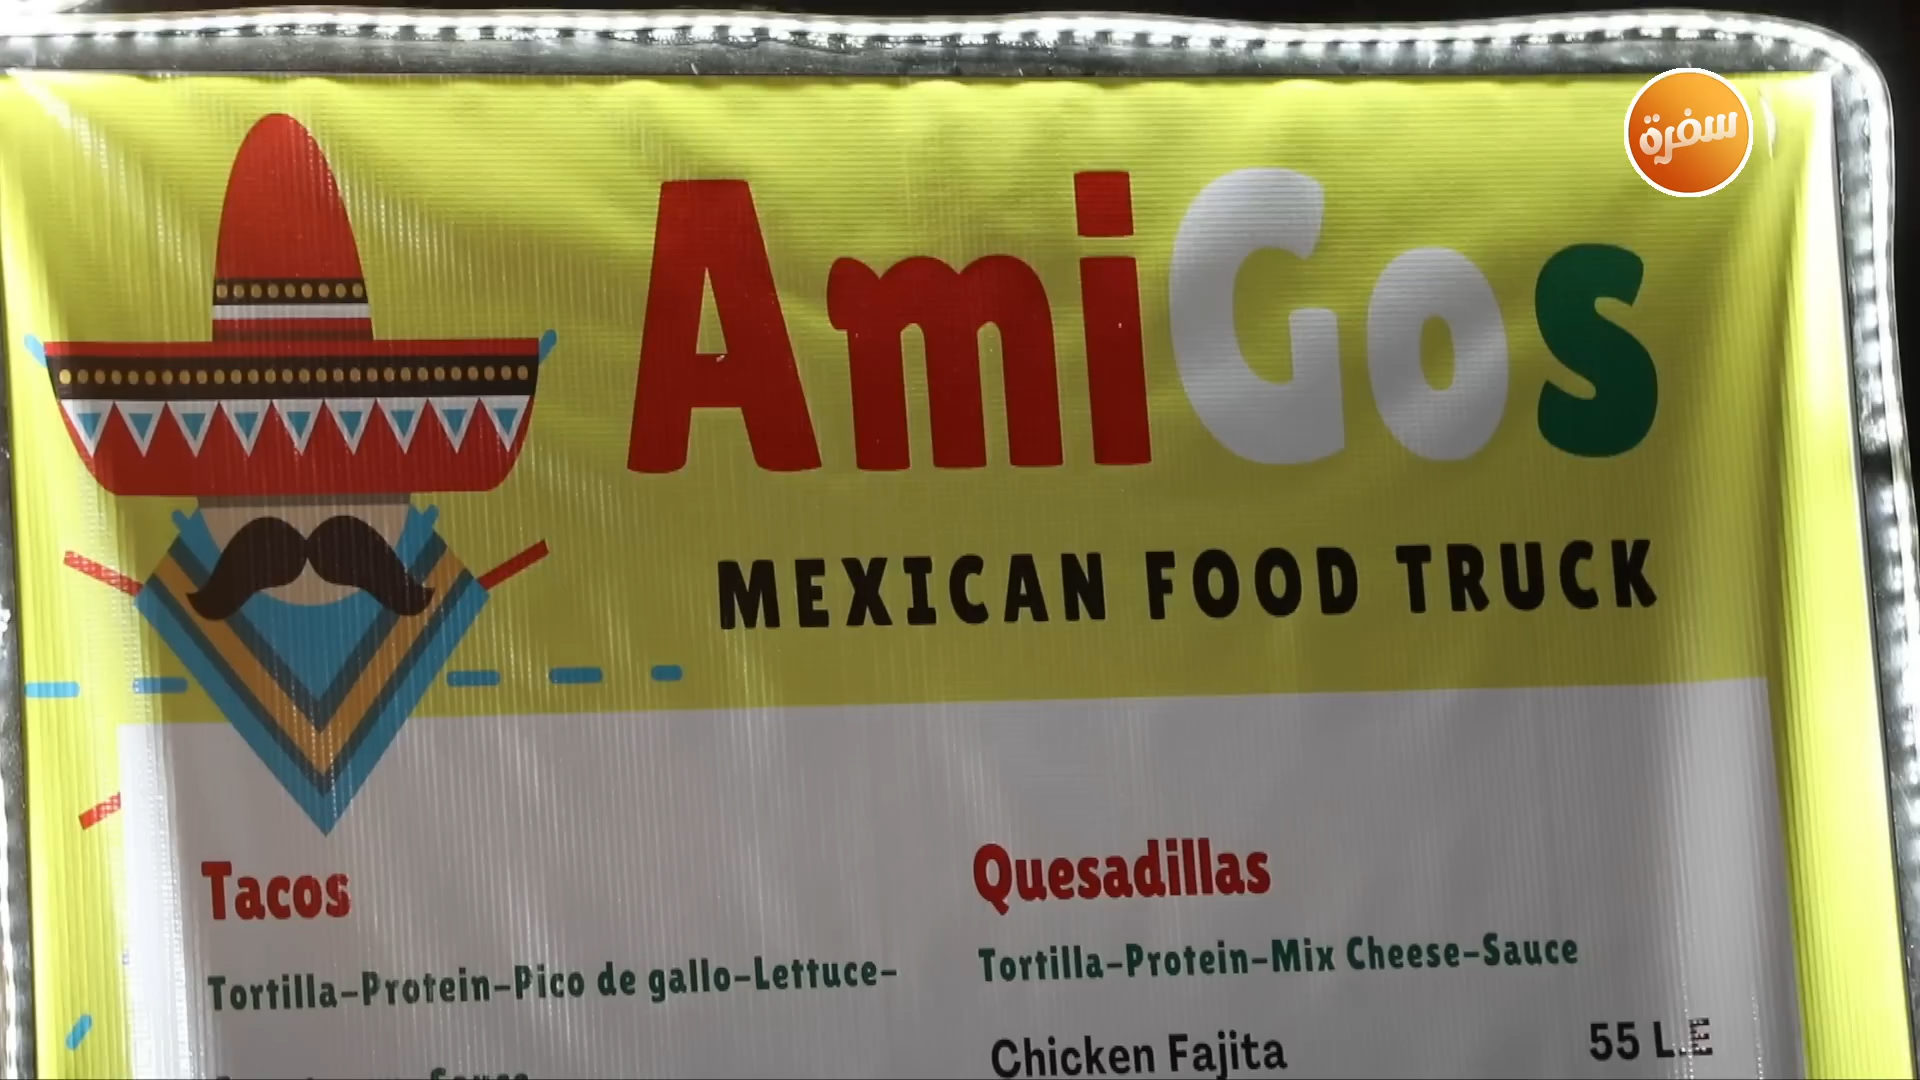 سفرة
AmiGos
MEXICAN FOOD TRUCK
Tacos
Tortilla-Protein-Pico de gallo-Lettuce-
Sauce
Quesadillas
Tortilla-Protein-Mix Cheese-Sauce
Chicken Fajita 55 L.E